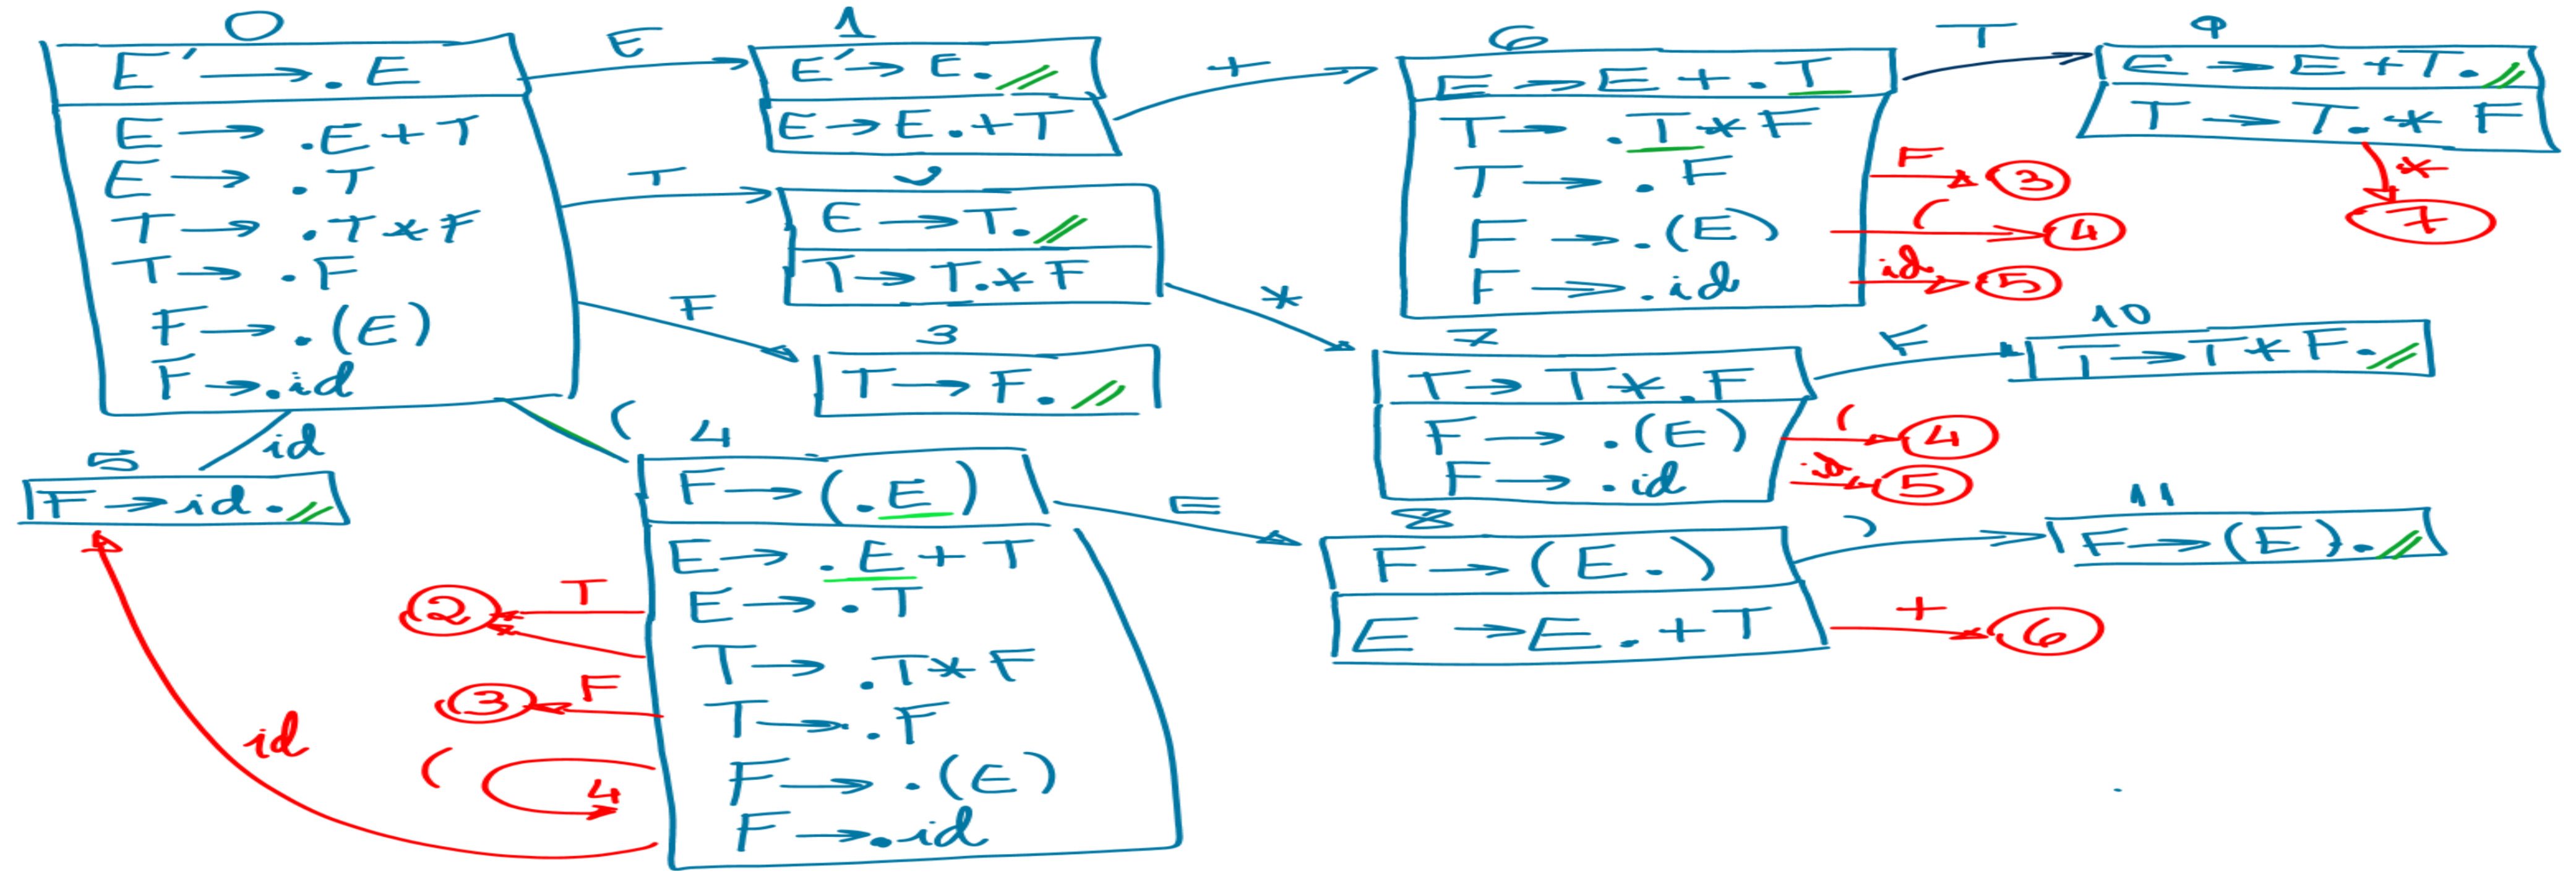 0
E' → . E
E → . E + T
E → . T
T → . T * F
T → . F
F → . ( E )
F → . id
E
1
E' → E .
E → E . + T
T
E → T .
T → T . * F
F
3
T → F .
id
5
F → id .
(
4
F → ( . E )
E → . E + T
E → . T
T → . T * F
T → . F
F → . ( E )
F → . id
T
2
F
3
(
4
id
+
6
E → E + . T
T → . T * F
T → . F
F → . ( E )
F → . id
F
3
(
4
id
5
T
9
E → E + T .
T → T . * F
*
7
*
7
T → T * . F
F → . ( E )
F → . id
F
10
T → T * F .
(
4
id
5
E
8
F → ( E . )
E → E . + T
)
11
F → ( E ) .
+
6